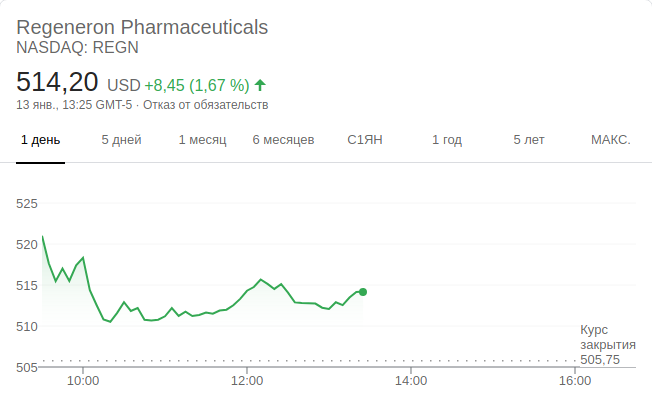 Regeneron Pharmaceuticals
NASDAQ: REGN
514,20 USD +8,45 (1,67 %)
13 янв., 13:25 GMT-5 · Отказ от обязательств
1 день 5 дней 1 месяц 6 месяцев С1ЯН 1 год 5 лет МАКС.
525
520
515
510
505
Курс
закрытия
505,75
10:00 12:00 14:00 16:00